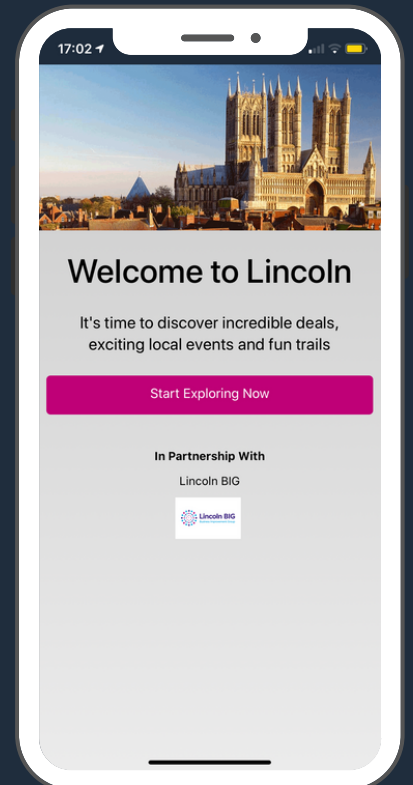 17:02
Welcome to Lincoln
It's time to discover incredible deals,
exciting local events and fun trails
Start Exploring Now
In Partnership With
Lincoln BIG
Lincoln BIG